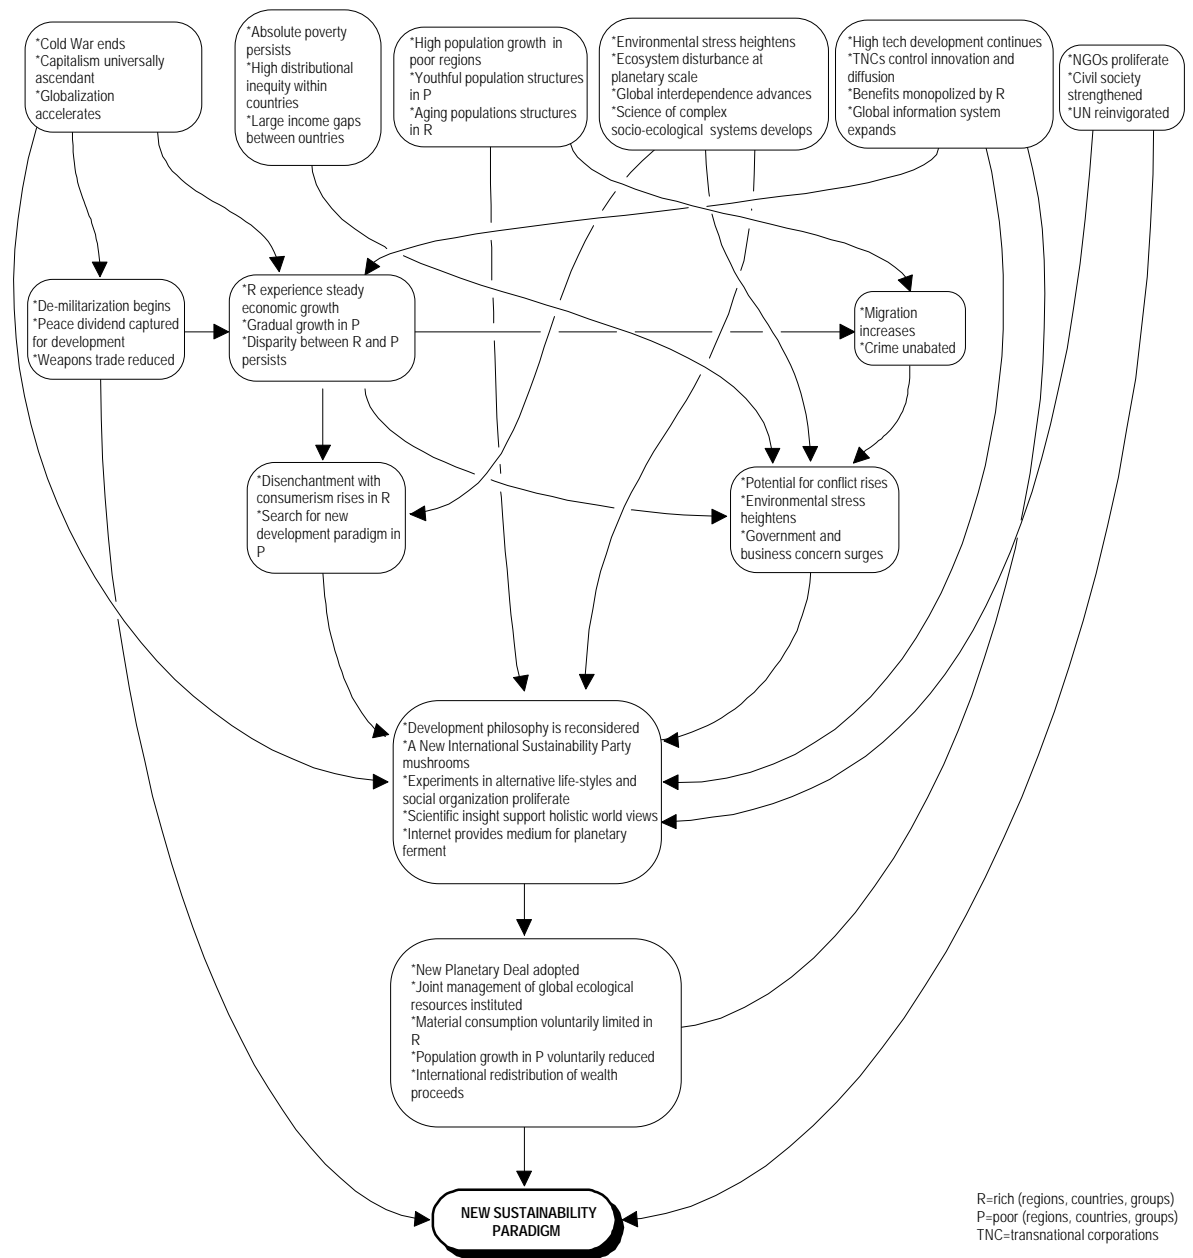 *Cold War ends
*Capitalism universally
ascendant
*Globalization
accelerates
*Absolute poverty
persists
*High distributional
inequity within
countries
*Large income gaps
between ountries
*High population growth in
poor regions
*Youthful population structures
in P
*Aging populations structures
in R
*Environmental stress heightens
*Ecosystem disturbance at
planetary scale
*Global interdependence advances
*Science of complex
socio-ecological systems develops
*High tech development continues
*TNCs control innovation and
diffusion
*Benefits monopolized by R
*Global information system
expands
*NGOs proliferate
*Civil society
strengthened
*UN reinvigorated
*De-militarization begins
*Peace dividend captured
for development
*Weapons trade reduced
*R experience steady
economic growth
*Gradual growth in P
*Disparity between R and P
persists
*Migration
increases
*Crime unabated
*Disenchantment with
consumerism rises in R
*Search for new
development paradigm in
P
*Potential for conflict rises
*Environmental stress
heightens
*Government and
business concern surges
*Development philosophy is reconsidered
*A New International Sustainability Party
mushrooms
*Experiments in alternative life-styles and
social organization proliferate
*Scientific insight support holistic world views
*Internet provides medium for planetary
ferment
*New Planetary Deal adopted
*Joint management of global ecological
resources instituted
*Material consumption voluntarily limited in
R
*Population growth in P voluntarily reduced
*International redistribution of wealth
proceeds
NEW SUSTAINABILITY
PARADIGM
R=rich (regions, countries, groups)
P=poor (regions, countries, groups)
TNC=transnational corporations